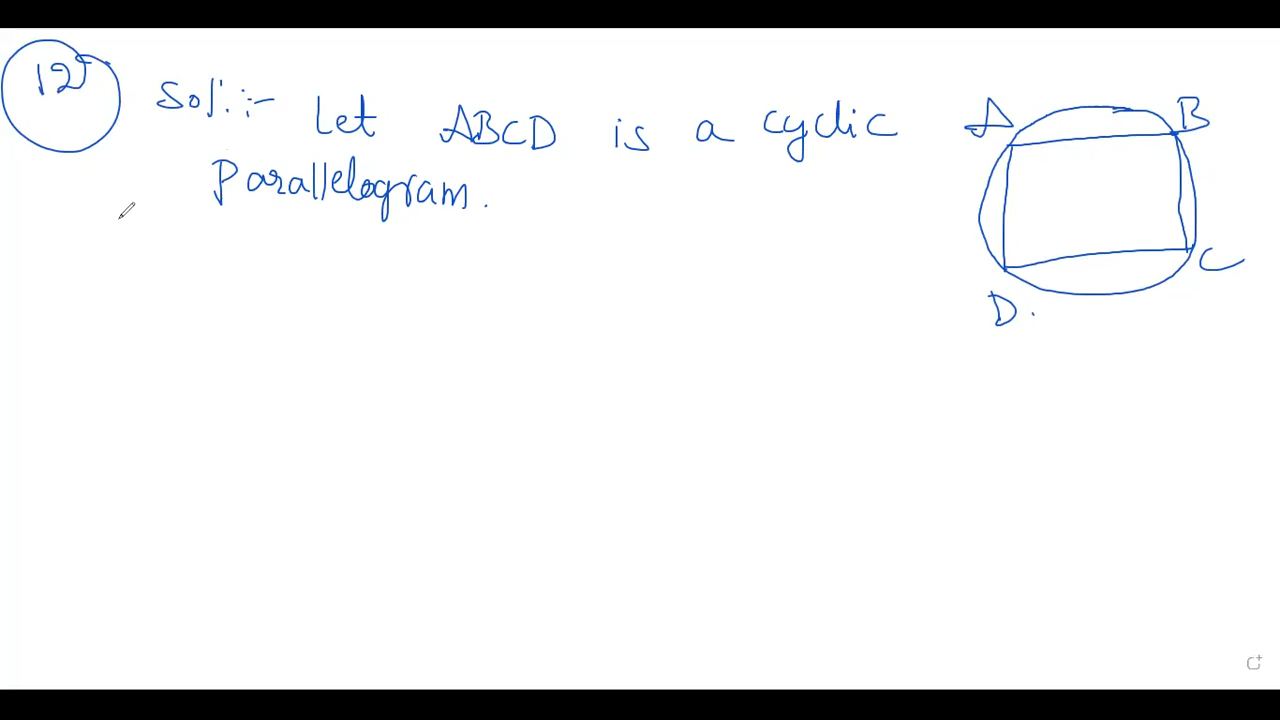 12
Sol. :- Let ABCD is a cyclic
Parallelogram.
A
B
C
D.